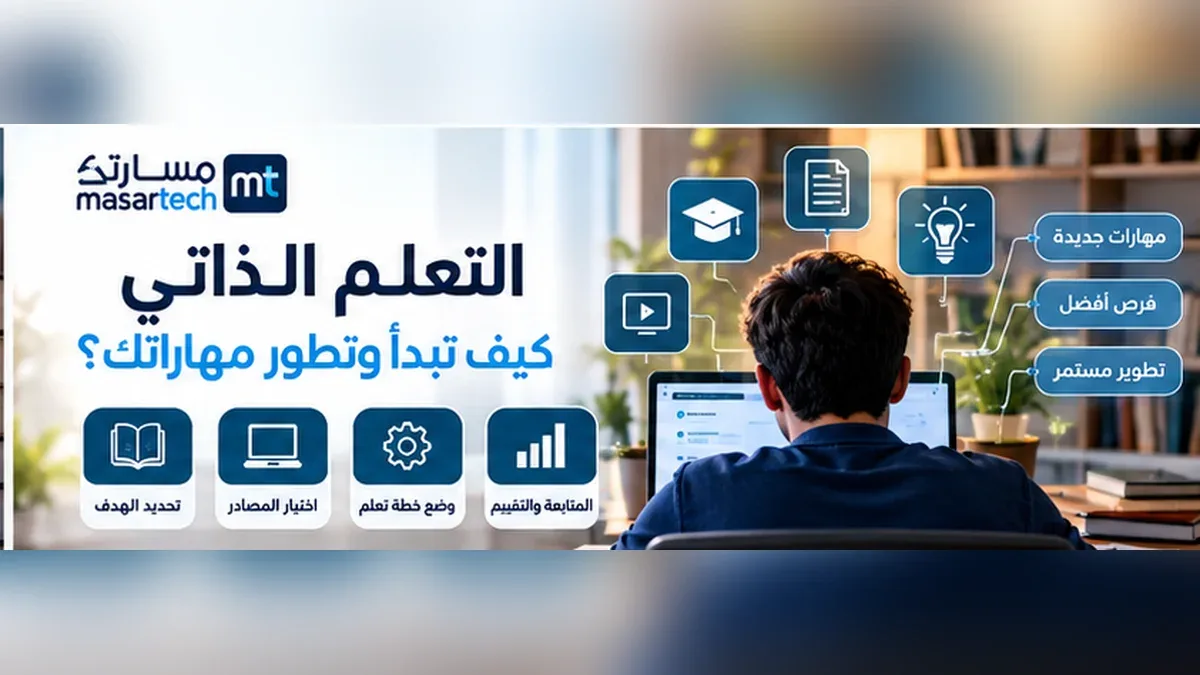 مسارتك
masartech
mt
التعلم الذاتي
كيف تبدأ وتطور مهاراتك؟
المتابعة والتقييم
وضع خطة تعلم
اختيار المصادر
تحديد الهدف
مهارات جديدة
فرص أفضل
تطوير مستمر